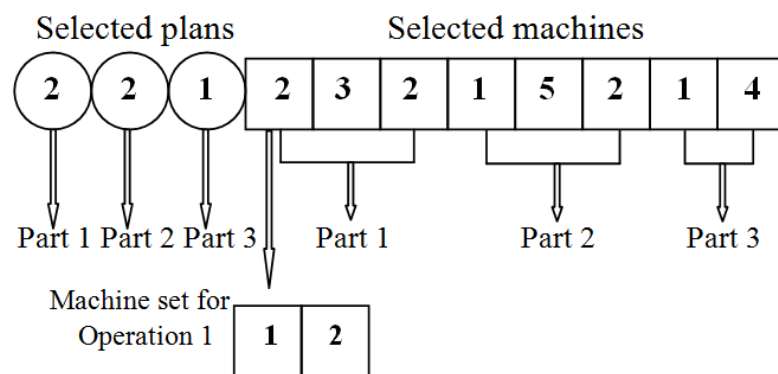 Selected plans Selected machines
2 2 1 2 3 2 1 5 2 1 4
Part 1 Part 2 Part 3 Part 1 Part 2 Part 3
Machine set for
Operation 1 1 2